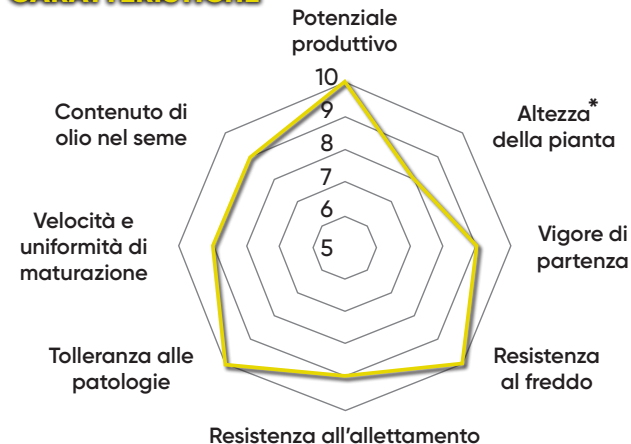 CARATTERISTICHE
Potenziale
produttivo
Contenuto di
olio nel seme
Altezza*
della pianta
10
9
8
7
6
5
Velocità e
uniformità di
maturazione
Vigore di
partenza
Tolleranza alle
patologie
Resistenza
al freddo
Resistenza all'allettamento